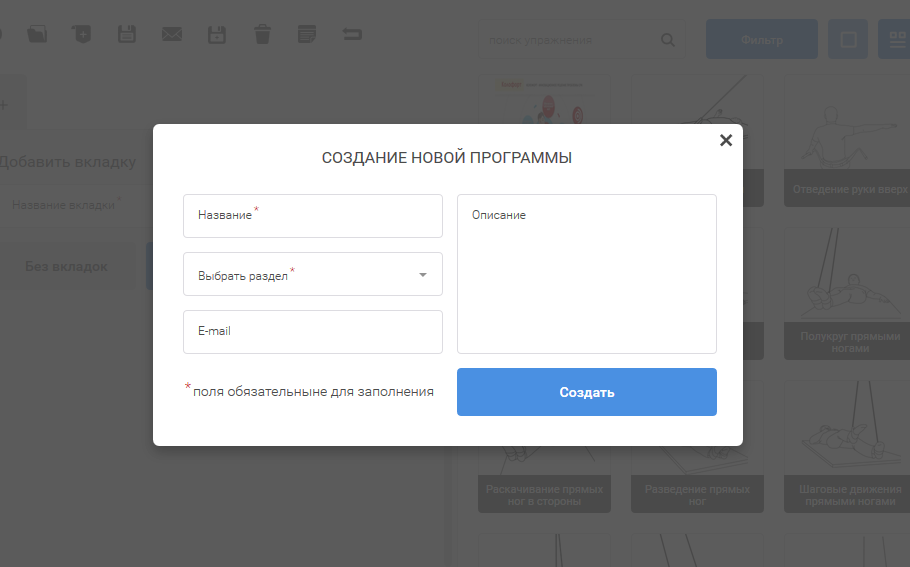 поиск упражнения
Фильтр
+
Добавить вкладку
Название вкладки*
Без вкладок
СОЗДАНИЕ НОВОЙ ПРОГРАММЫ
Название*
Выбрать раздел*
E-mail
Описание
* поля обязательныне для заполнения
Создать
Отведение руки вверх
Полукруг прямыми
ногами
Раскачивание прямых
ног в стороны
Разведение прямых
ног
Шаговые движения
прямыми ногами